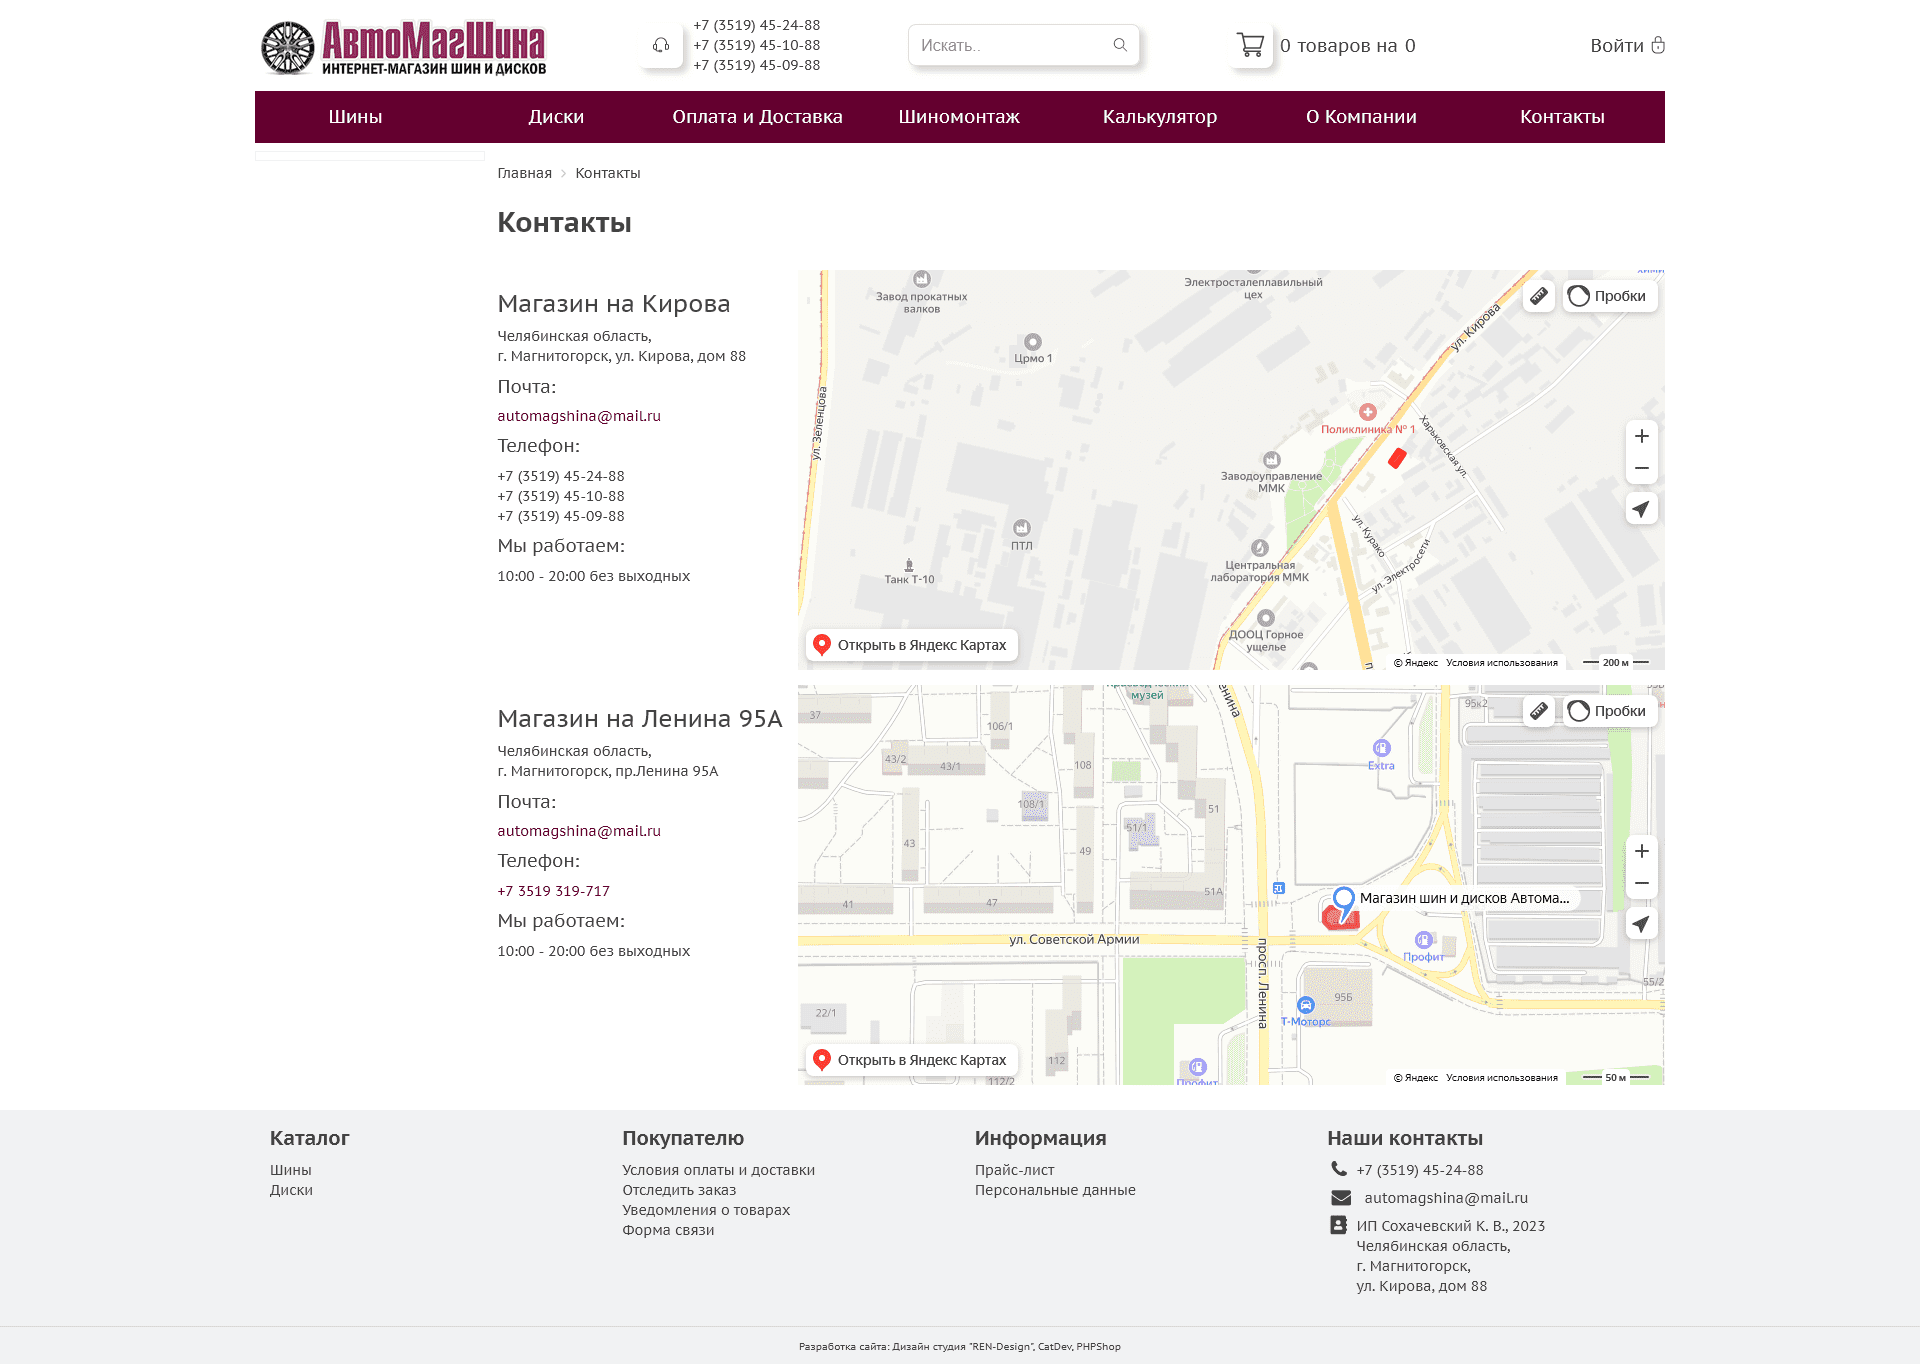 АвтоМагШина
ИНТЕРНЕТ-МАГАЗИН ШИН И ДИСКОВ
+7 (3519) 45-24-88
+7 (3519) 45-10-88
+7 (3519) 45-09-88
Искать..
0 товаров на 0
Войти
Шины
Диски
Оплата и Доставка
Шиномонтаж
Калькулятор
О Компании
Контакты
Главная
Контакты
Контакты
Магазин на Кирова
Челябинская область,
г. Магнитогорск, ул. Кирова, дом 88
Почта:
automagshina@mail.ru
Телефон:
+7 (3519) 45-24-88
+7 (3519) 45-10-88
+7 (3519) 45-09-88
Мы работаем:
10:00 - 20:00 без выходных
Завод прокатных
валков
Электросталеплавильный
цех
Црмо 1
ул. Зеленцова
ул. Кирова
Пробки
Поликлиника № 1
Харьковская ул.
Заводоуправление
ММК
ПТЛ
Танк Т-10
ул. Курако
Центральная
лаборатория ММК
ул. Электросети
ДООЦ Горное
ущелье
Открыть в Яндекс Картах
© Яндекс Условия использования
200 м
Магазин на Ленина 95А
Челябинская область,
г. Магнитогорск, пр.Ленина 95А
Почта:
automagshina@mail.ru
Телефон:
+7 3519 319-717
Мы работаем:
10:00 - 20:00 без выходных
музей
37
106/1
95к2
Пробки
43/2
43/1
108
Extra
108/1
51
51/1
43
49
51А
41
47
Магазин шин и дисков Автома...
ул. Советской Армии
просп. Ленина
Профит
55/2
95Б
22/1
Т-Моторс
112
Профит
112/2
Открыть в Яндекс Картах
© Яндекс Условия использования
50 м
Каталог
Шины
Диски
Покупателю
Условия оплаты и доставки
Отследить заказ
Уведомления о товарах
Форма связи
Информация
Прайс-лист
Персональные данные
Наши контакты
+7 (3519) 45-24-88
automagshina@mail.ru
ИП Сохачевский К. В., 2023
Челябинская область,
г. Магнитогорск,
ул. Кирова, дом 88
Разработка сайта: Дизайн студия "REN-Design", CatDev, PHPShop